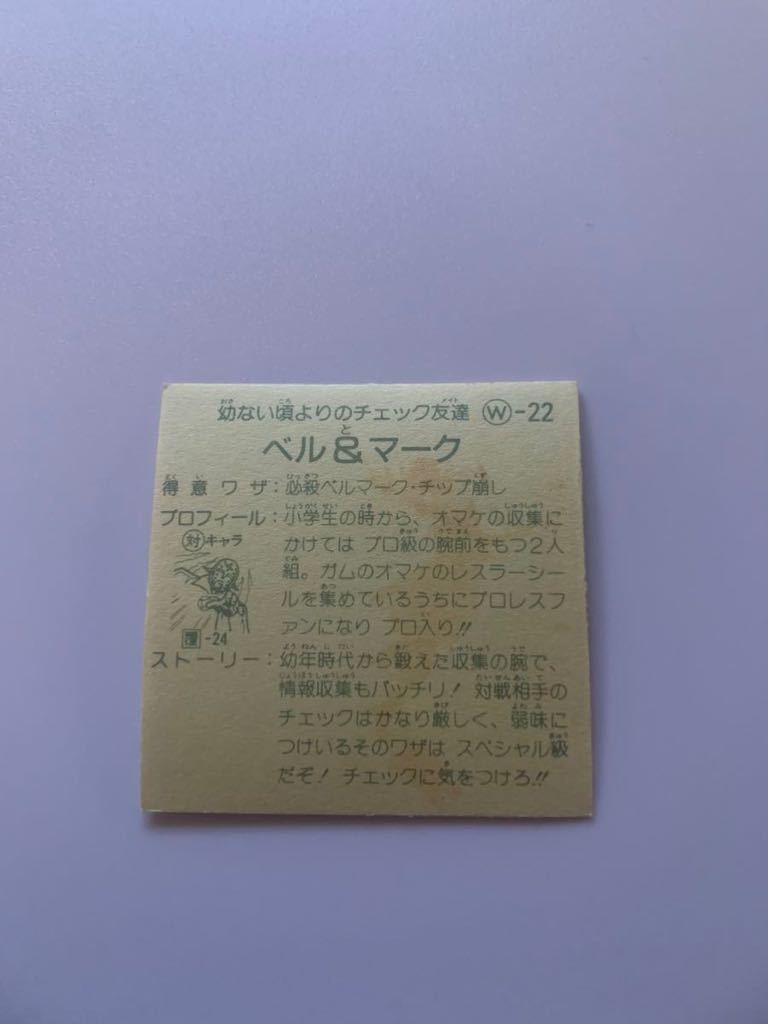 幼ない頃よりのチェック友達 Ⓦ-22
ベル&マーク
得意ワザ:必殺ベルマーク・チップ崩し
プロフィール:小学生の時から、オマケの収集に
かけては プロ級の腕前をもつ2人
組。ガムのオマケのレスラーシー
ルを集めているうちにプロレスフ
ァンになり プロ入り!!
対キャラ
覆-24
ストーリー:幼年時代から鍛えた収集の腕で、
情報収集もバッチリ! 対戦相手の
チェックはかなり厳しく、弱味に
つけいるそのワザは スペシャル級
だぞ! チェックに気をつけろ!!